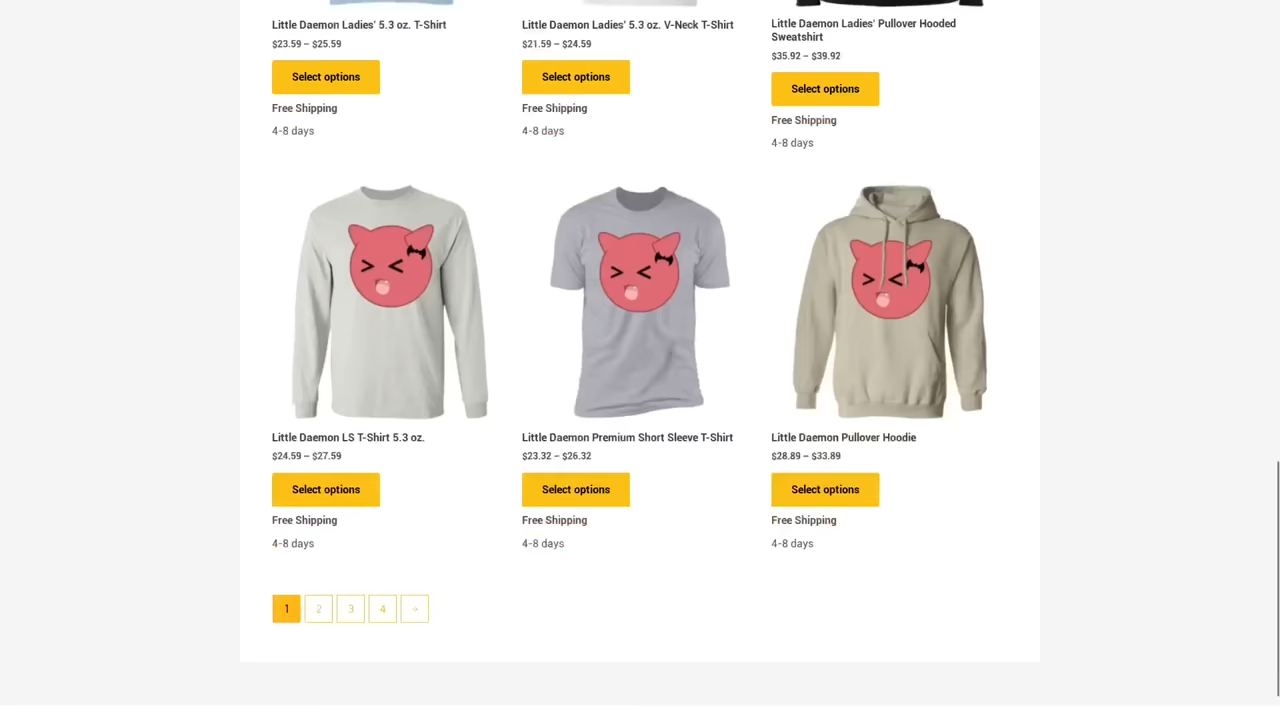 Little Daemon Ladies' 5.3 oz. T-Shirt
$23.59 – $25.59
Select options
Free Shipping
4-8 days
Little Daemon Ladies' 5.3 oz. V-Neck T-Shirt
$21.59 – $24.59
Select options
Free Shipping
4-8 days
Little Daemon Ladies' Pullover Hooded
Sweatshirt
$35.92 – $39.92
Select options
Free Shipping
4-8 days
Little Daemon LS T-Shirt 5.3 oz.
$24.59 – $27.59
Select options
Free Shipping
4-8 days
Little Daemon Premium Short Sleeve T-Shirt
$23.32 – $26.32
Select options
Free Shipping
4-8 days
Little Daemon Pullover Hoodie
$28.89 – $33.89
Select options
Free Shipping
4-8 days
1 2 3 4 →